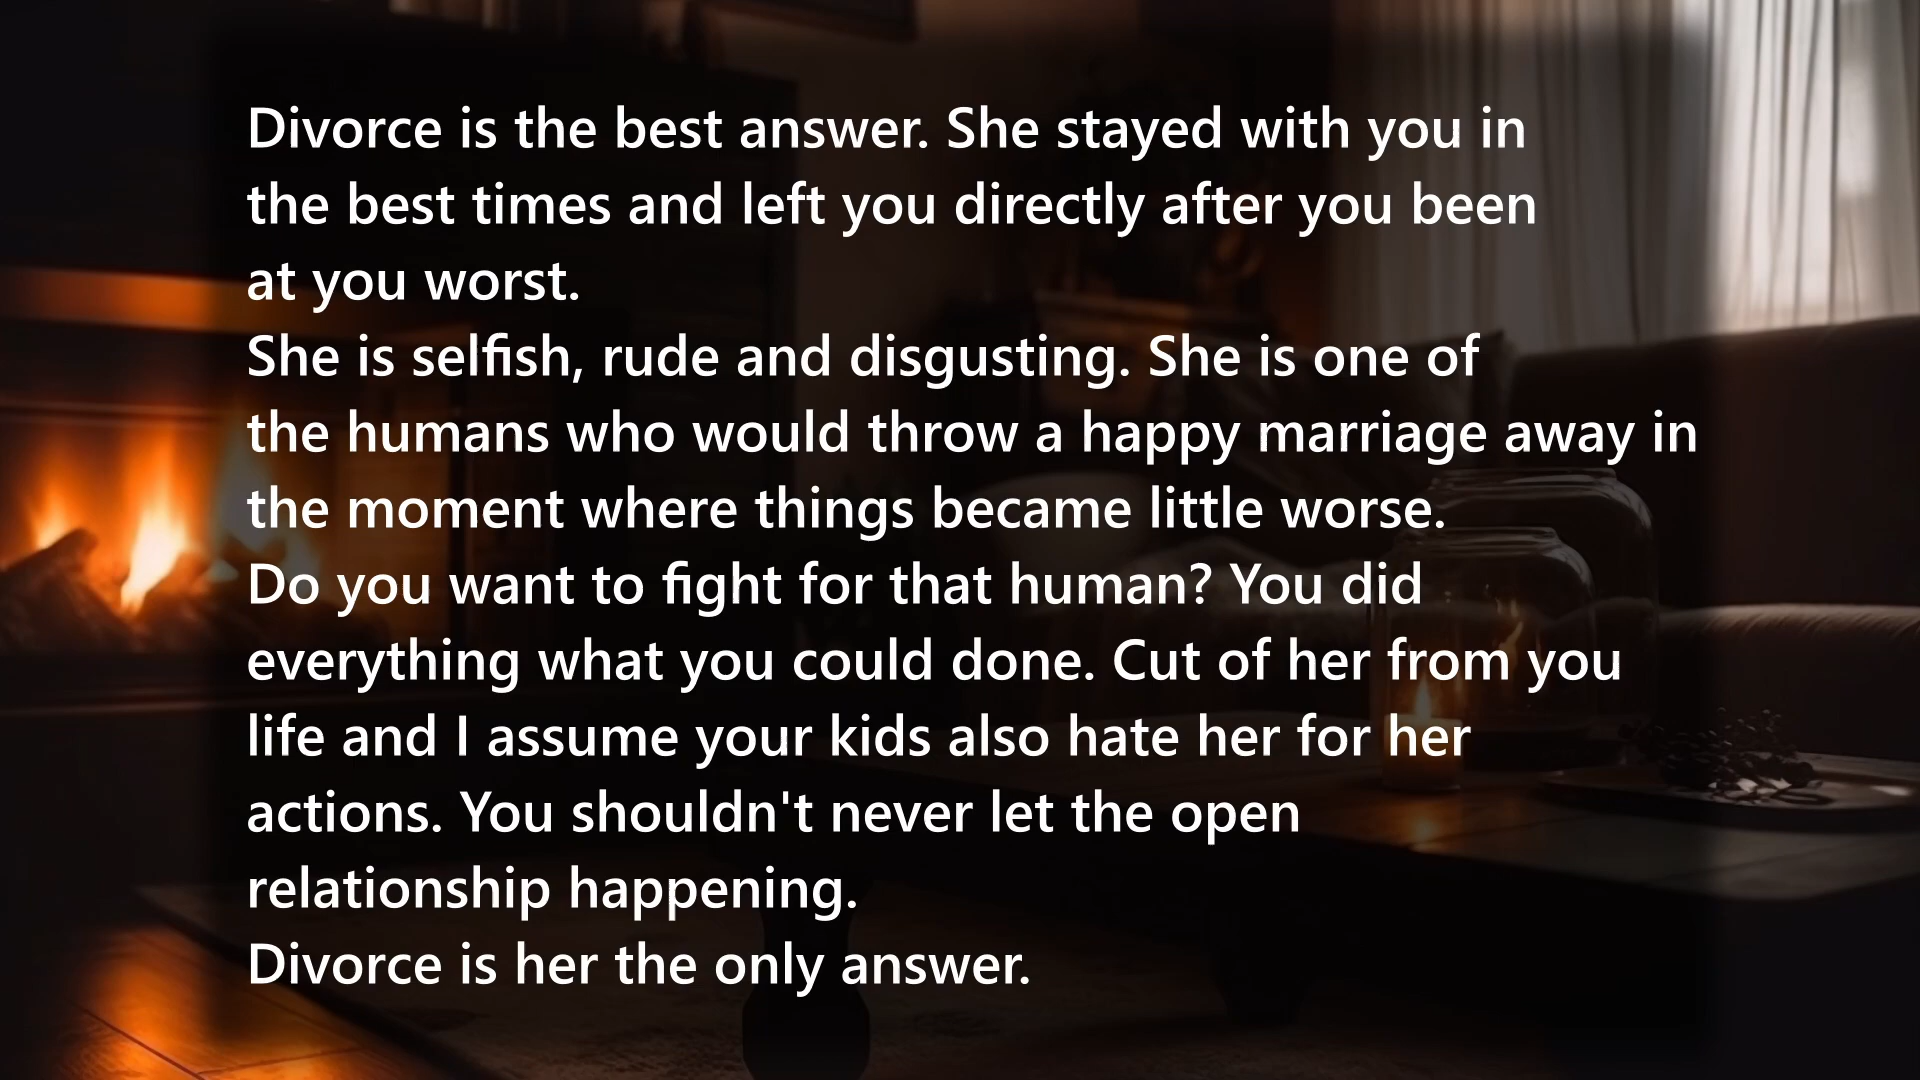 Divorce is the best answer. She stayed with you in
the best times and left you directly after you been
at you worst.
She is selfish, rude and disgusting. She is one of
the humans who would throw a happy marriage away in
the moment where things became little worse.
Do you want to fight for that human? You did
everything what you could done. Cut of her from you
life and I assume your kids also hate her for her
actions. You shouldn't never let the open
relationship happening.
Divorce is her the only answer.